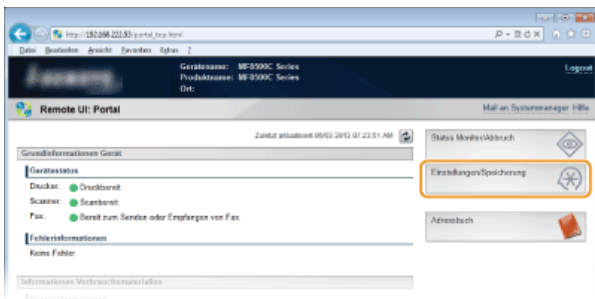 http://192.168.222.53/portal_top.html
Datei Bearbeiten Ansicht Favoriten Extras ?
Gerätename: MF8500C Series
Produktname: MF8500C Series
Ort:
Logout
Remote UI: Portal
Mail an Systemmanager Hilfe
Zuletzt aktualisiert: 06/03 2013 07:23:51 AM
Grundinformationen Gerät
Gerätestatus
Drucker: Druckbereit.
Scanner: Scanbereit.
Fax: Bereit zum Senden oder Empfangen von Fax.
Fehlerinformationen
Keine Fehler.
Informationen Verbrauchsmaterialien
Status Monitor/Abbruch
Einstellungen/Speicherung
Adressbuch